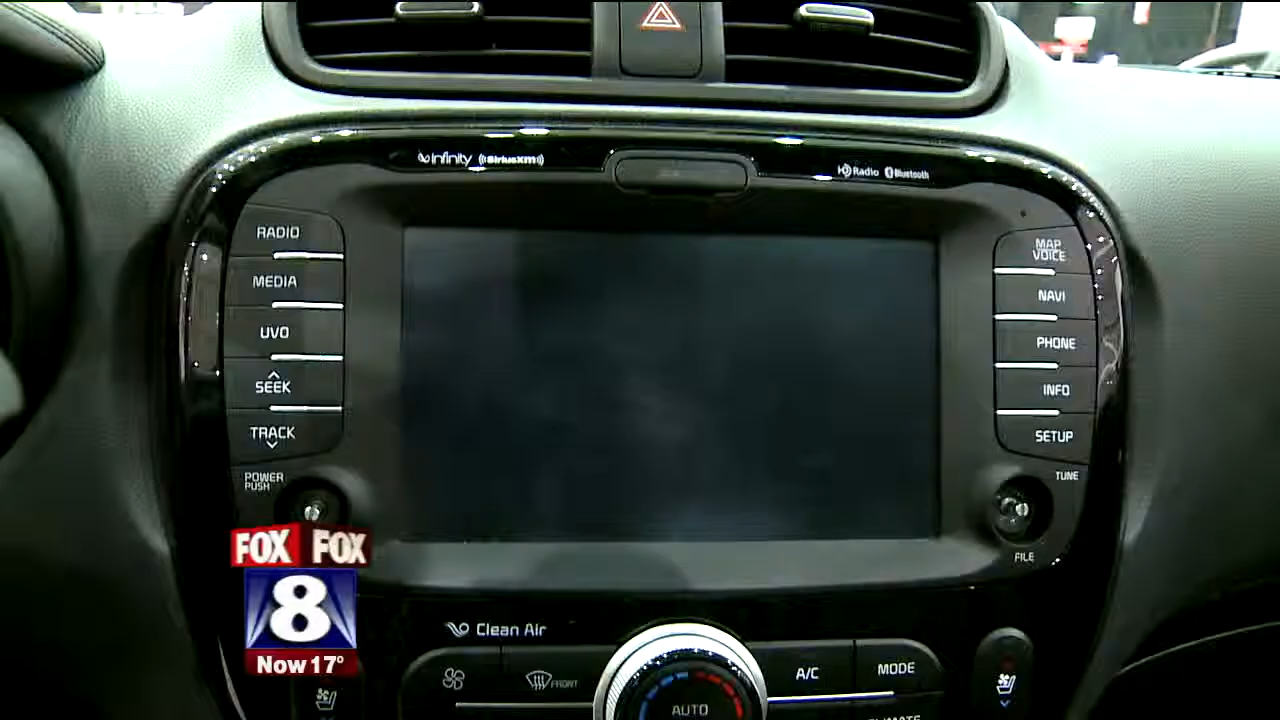 infinity ((SiriusXM))
HD Radio Bluetooth
RADIO
MEDIA
UVO
SEEK
TRACK
POWER
PUSH
MAP
VOICE
NAVI
PHONE
INFO
SETUP
TUNE
FILE
FOX FOX
8
Now 17°
Clean Air
FRONT
AUTO
A/C
MODE
CLIMATE